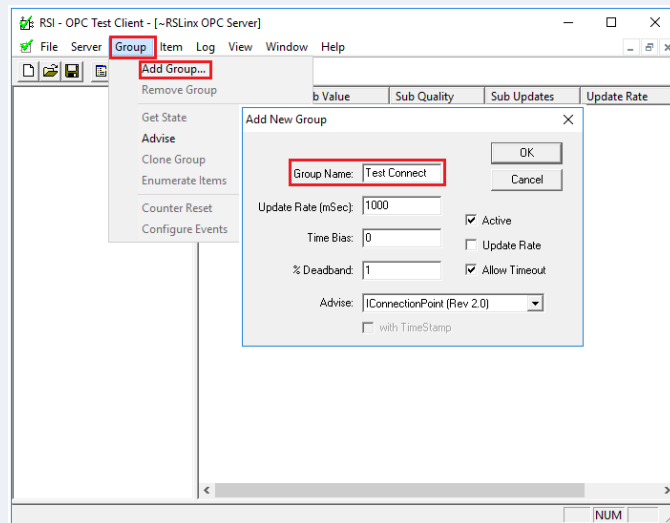 RSI - OPC Test Client - [~RSLinx OPC Server]
File Server Group Item Log View Window Help
Add Group...
Remove Group
Get State
Advise
Clone Group
Enumerate Items
Counter Reset
Configure Events
b Value Sub Quality Sub Updates Update Rate
Add New Group
Group Name: Test Connect
OK
Cancel
Update Rate (mSec): 1000
Active
Time Bias: 0
Update Rate
% Deadband: 1
Allow Timeout
Advise: IConnectionPoint (Rev 2.0)
with TimeStamp
NUM